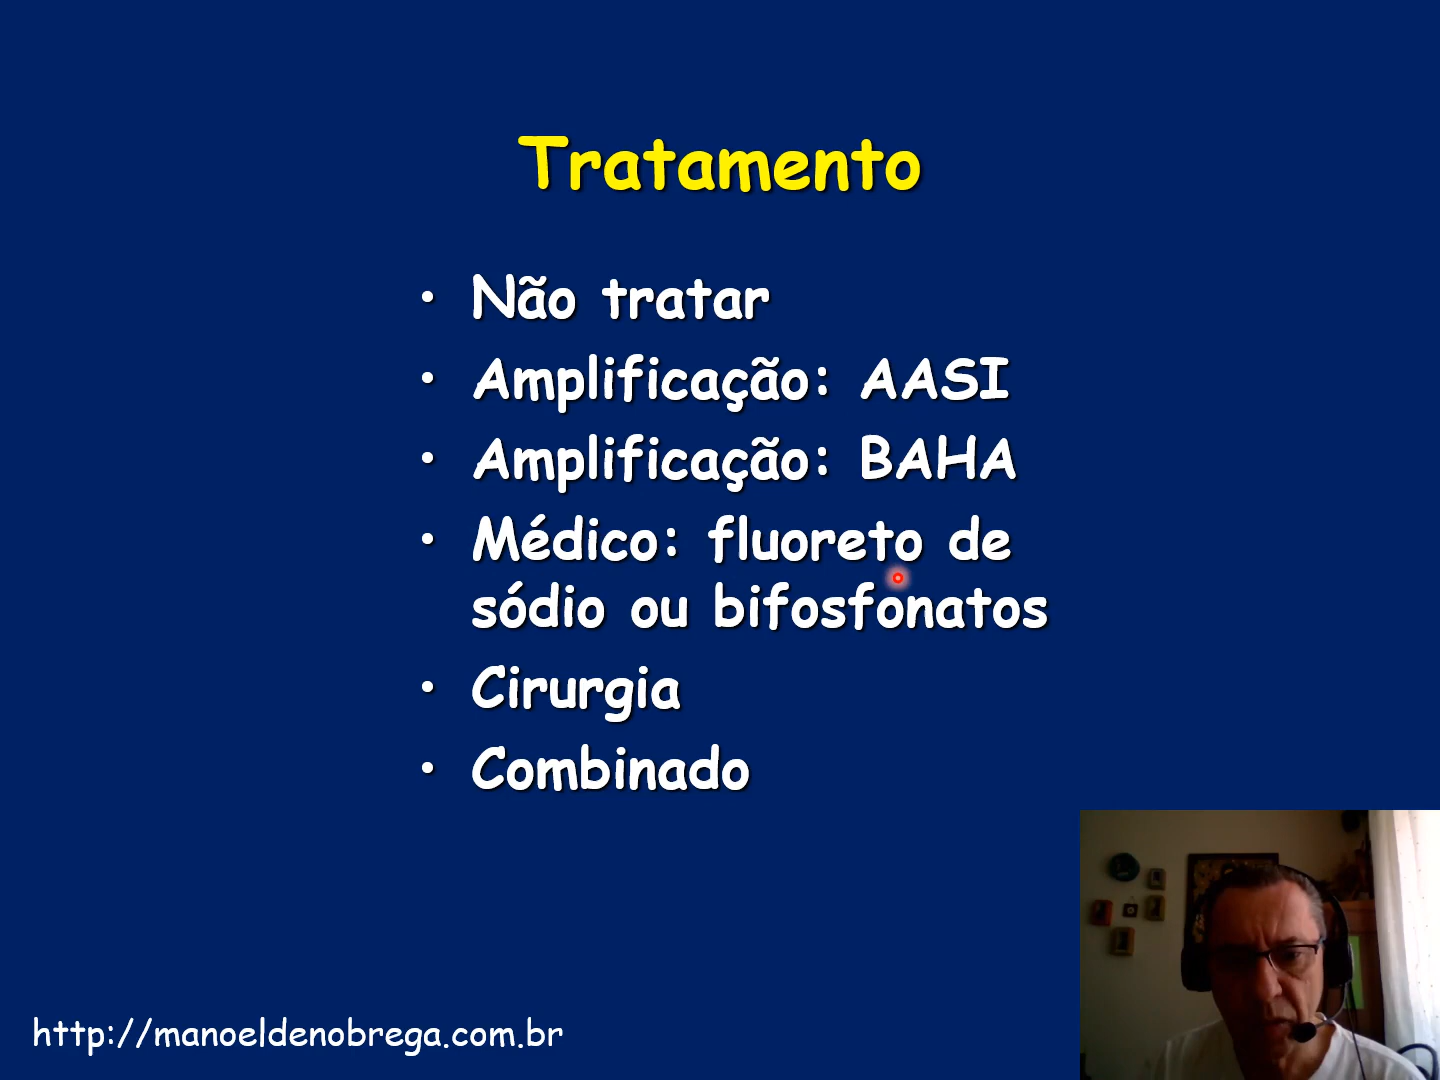 Tratamento
• Não tratar
• Amplificação: AASI
• Amplificação: BAHA
• Médico: fluoreto de
sódio ou bifosfonatos
• Cirurgia
• Combinado
http://manoeldenobrega.com.br